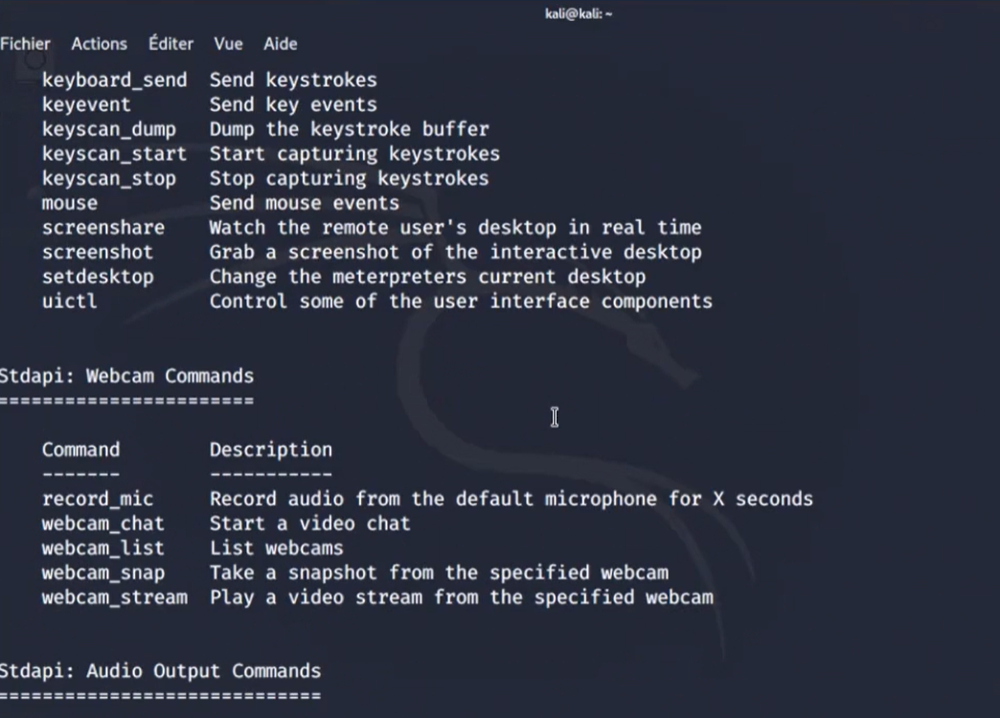 kali@kali: ~
Fichier Actions Éditer Vue Aide
keyboard_send Send keystrokes
keyevent Send key events
keyscan_dump Dump the keystroke buffer
keyscan_start Start capturing keystrokes
keyscan_stop Stop capturing keystrokes
mouse Send mouse events
screenshare Watch the remote user's desktop in real time
screenshot Grab a screenshot of the interactive desktop
setdesktop Change the meterpreters current desktop
uictl Control some of the user interface components
Stdapi: Webcam Commands
=======================
Command Description
------- -----------
record_mic Record audio from the default microphone for X seconds
webcam_chat Start a video chat
webcam_list List webcams
webcam_snap Take a snapshot from the specified webcam
webcam_stream Play a video stream from the specified webcam
Stdapi: Audio Output Commands
=============================